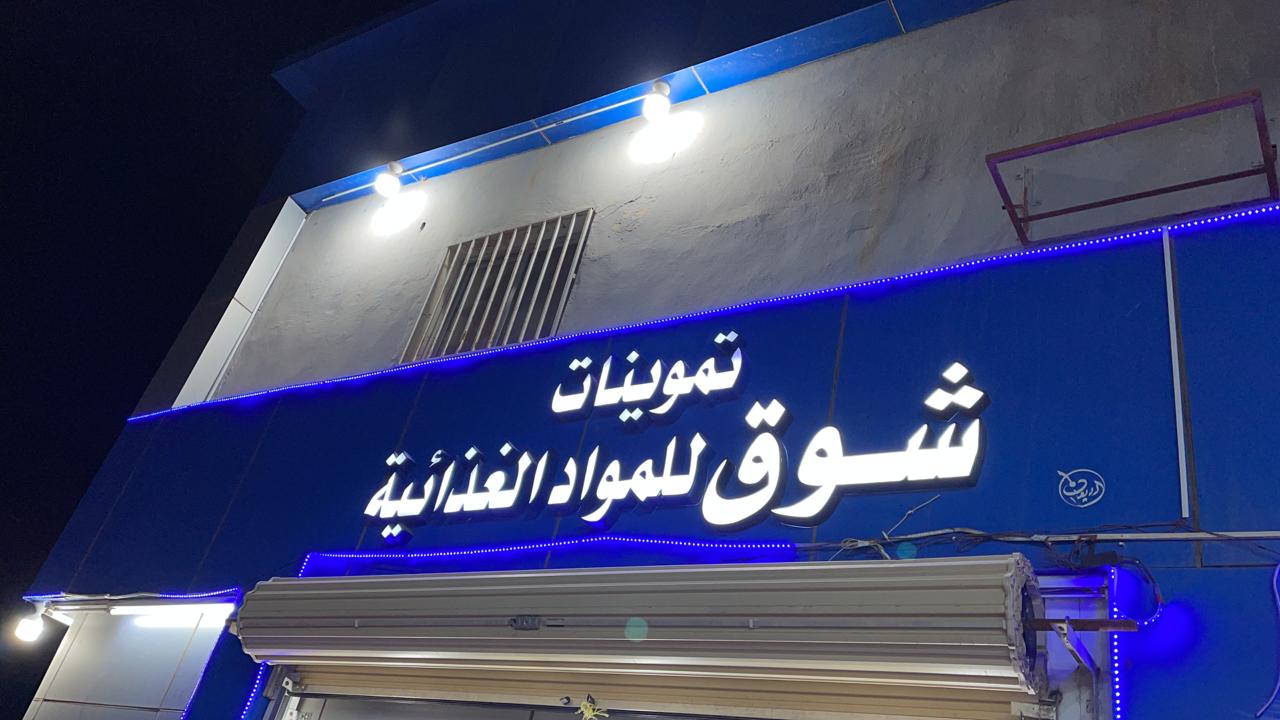 تموينات
شوق للمواد الغذائية